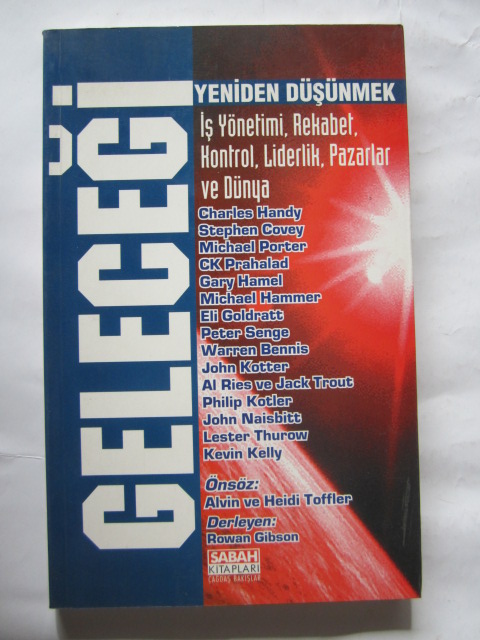 GELECEĞİ
YENİDEN DÜŞÜNMEK
İş Yönetimi, Rekabet,
Kontrol, Liderlik, Pazarlar
ve Dünya
Charles Handy
Stephen Covey
Michael Porter
CK Prahalad
Gary Hamel
Michael Hammer
Eli Goldratt
Peter Senge
Warren Bennis
John Kotter
Al Ries ve Jack Trout
Philip Kotler
John Naisbitt
Lester Thurow
Kevin Kelly
Önsöz:
Alvin ve Heidi Toffler
Derleyen:
Rowan Gibson
SABAH
KİTAPLARI
ÇAĞDAŞ BAKIŞLAR